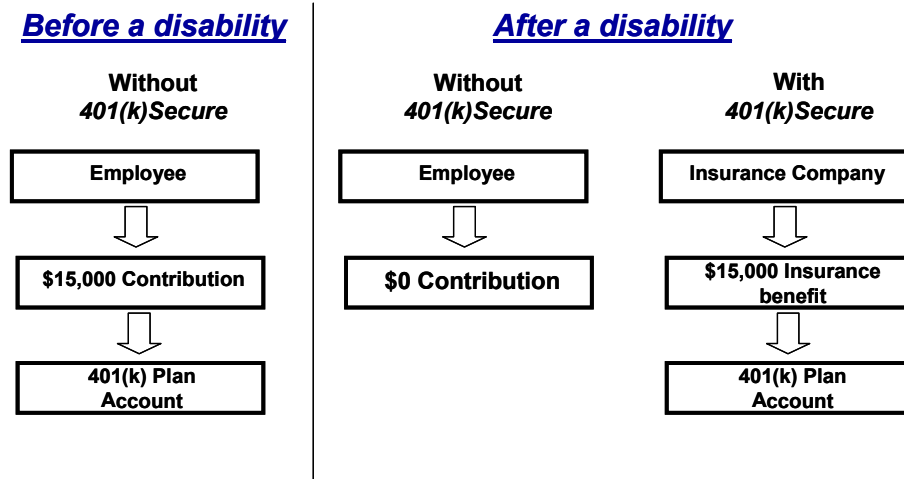 Before a disability
After a disability
Without
401(k)Secure
Employee
$15,000 Contribution
401(k) Plan
Account
Without
401(k)Secure
Employee
$0 Contribution
With
401(k)Secure
Insurance Company
$15,000 Insurance
benefit
401(k) Plan
Account